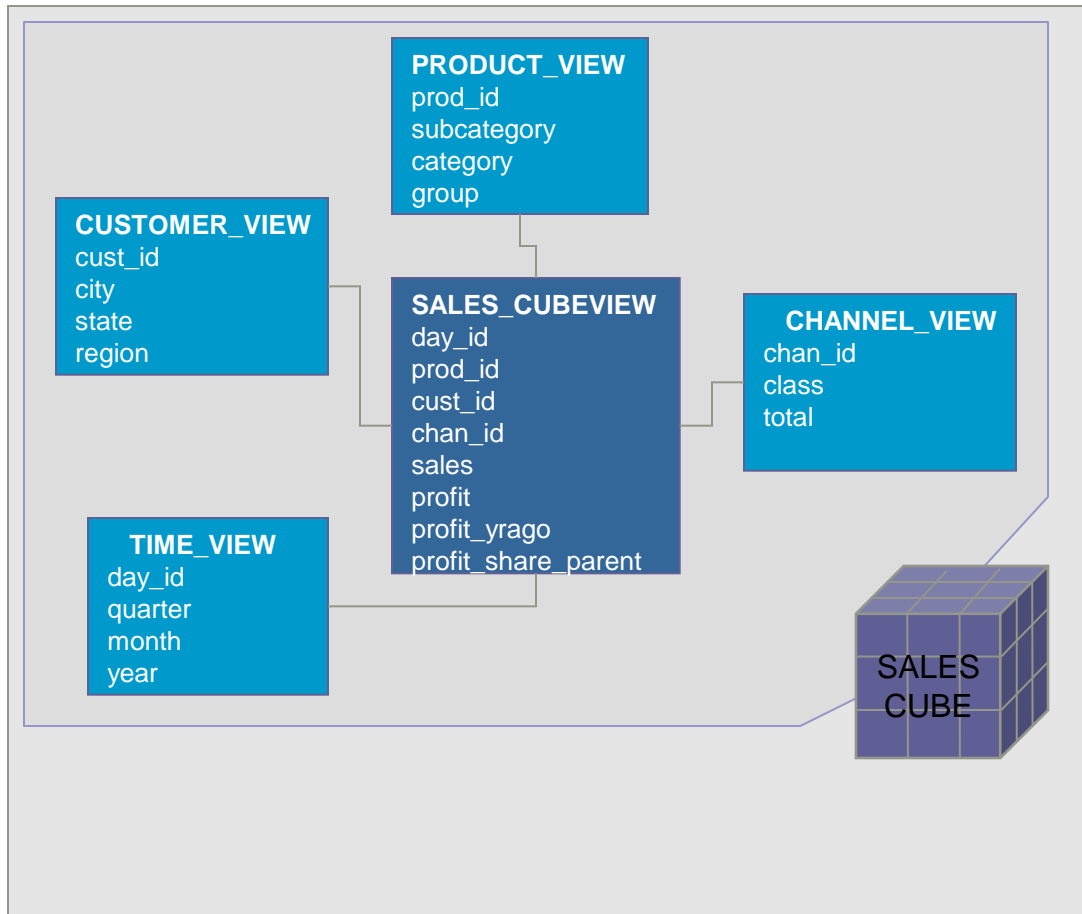 PRODUCT_VIEW
prod_id
subcategory
category
group
CUSTOMER_VIEW
cust_id
city
state
region
SALES_CUBEVIEW
day_id
prod_id
cust_id
chan_id
sales
profit
profit_yrago
profit_share_parent
CHANNEL_VIEW
chan_id
class
total
TIME_VIEW
day_id
quarter
month
year
SALES
CUBE